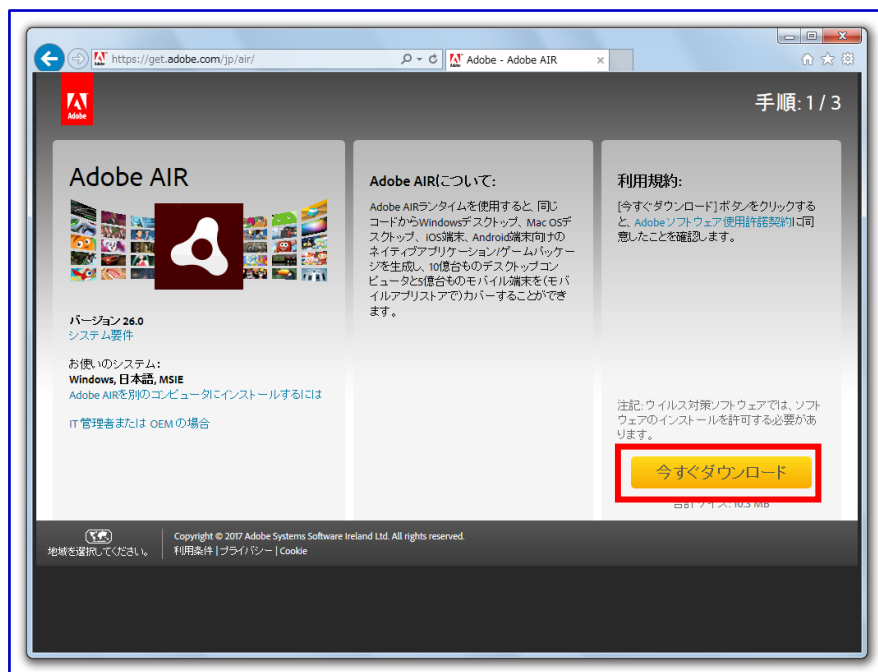 https://get.adobe.com/jp/air/
Adobe - Adobe AIR
Adobe
手順:1 / 3
Adobe AIR
バージョン 26.0
システム要件
お使いのシステム:
Windows, 日本語, MSIE
Adobe AIRを別のコンピュータにインストールするには
IT 管理者または OEM の場合
Adobe AIRについて:
Adobe AIRランタイムを使用すると、同じ
コードからWindowsデスクトップ、Mac OSデ
スクトップ、iOS端末、Android端末向けの
ネイティブアプリケーション/ゲームパッケー
ジを生成し、10億台ものデスクトップコン
ピュータと5億台ものモバイル端末を(モバ
イルアプリストアで)カバーすることができ
ます。
利用規約:
[今すぐダウンロード]ボタンをクリックする
と、Adobeソフトウェア使用許諾契約に同
意したことを確認します。
注記:ウイルス対策ソフトウェアでは、ソフト
ウェアのインストールを許可する必要があ
ります。
今すぐダウンロード
合計サイズ: 10.3 MB
地域を選択してください。
Copyright © 2017 Adobe Systems Software Ireland Ltd. All rights reserved.
利用条件 | プライバシー | Cookie